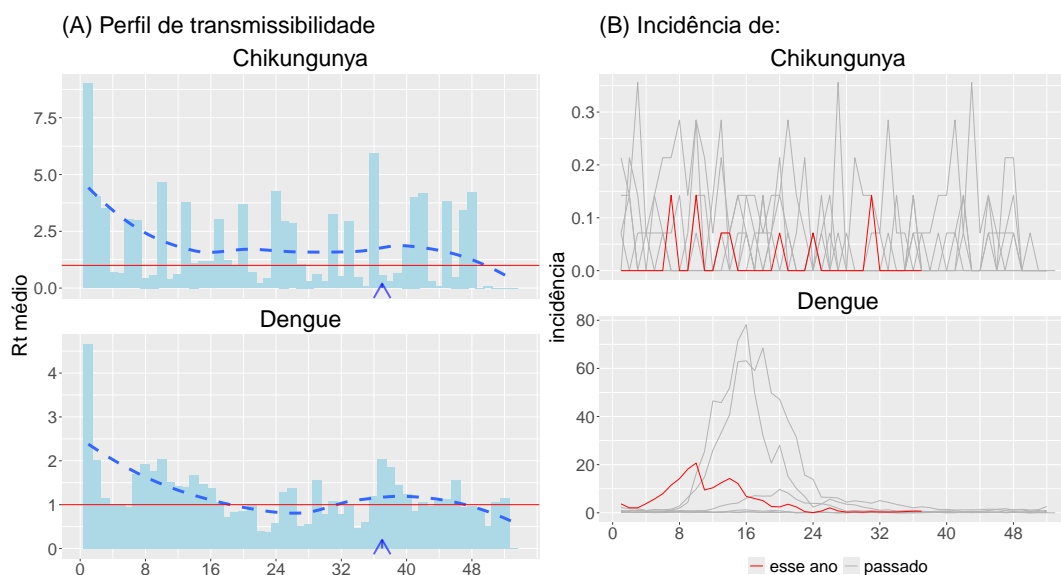 (A) Perfil de transmissibilidade
Chikungunya
7.5
5.0
2.5
0.0
Dengue
4
3
2
1
0
0 8 16 24 32 40 48
Rt médio
(B) Incidência de:
Chikungunya
0.3
0.2
0.1
0.0
Dengue
80
60
40
20
0
0 8 16 24 32 40 48
incidência
esse ano passado